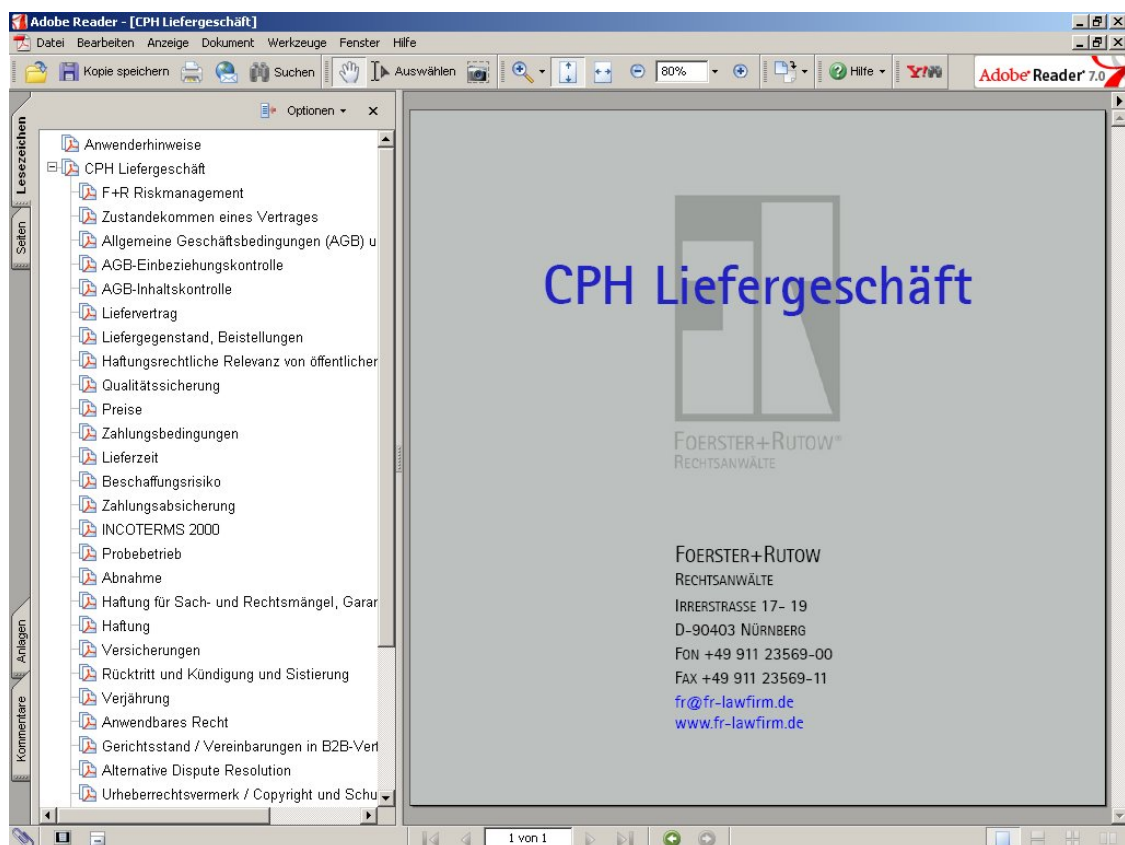 Adobe Reader - [CPH Liefergeschäft]
Datei Bearbeiten Anzeige Dokument Werkzeuge Fenster Hilfe
Kopie speichern Suchen Auswählen 80% Hilfe Y! Adobe Reader 7.0
Optionen x
Lesezeichen
Seiten
Anlagen
Kommentare
Anwenderhinweise
CPH Liefergeschäft
F+R Riskmanagement
Zustandekommen eines Vertrages
Allgemeine Geschäftsbedingungen (AGB) u
AGB-Einbeziehungskontrolle
AGB-Inhaltskontrolle
Liefervertrag
Liefergegenstand, Beistellungen
Haftungsrechtliche Relevanz von öffentlicher
Qualitätssicherung
Preise
Zahlungsbedingungen
Lieferzeit
Beschaffungsrisiko
Zahlungsabsicherung
INCOTERMS 2000
Probebetrieb
Abnahme
Haftung für Sach- und Rechtsmängel, Garar
Haftung
Versicherungen
Rücktritt und Kündigung und Sistierung
Verjährung
Anwendbares Recht
Gerichtsstand / Vereinbarungen in B2B-Vert
Alternative Dispute Resolution
Urheberrechtsvermerk / Copyright und Schu
CPH Liefergeschäft
FOERSTER+RUTOW®
RECHTSANWÄLTE
FOERSTER+RUTOW
RECHTSANWÄLTE
IRRERSTRASSE 17- 19
D-90403 NÜRNBERG
FON +49 911 23569-00
FAX +49 911 23569-11
fr@fr-lawfirm.de
www.fr-lawfirm.de
1 von 1